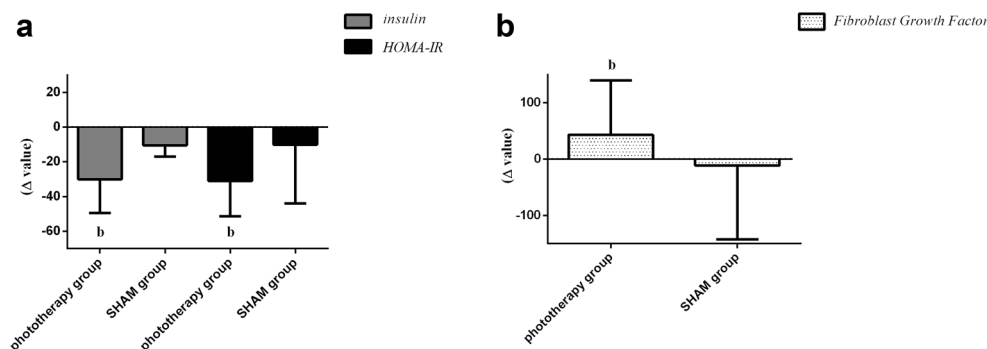 a
insulin
HOMA-IR
20
0
-20
-40
-60
(Δ value)
b
b
phototherapy group
SHAM group
phototherapy group
SHAM group
b
Fibroblast Growth Factor
100
0
-100
(Δ value)
b
phototherapy group
SHAM group